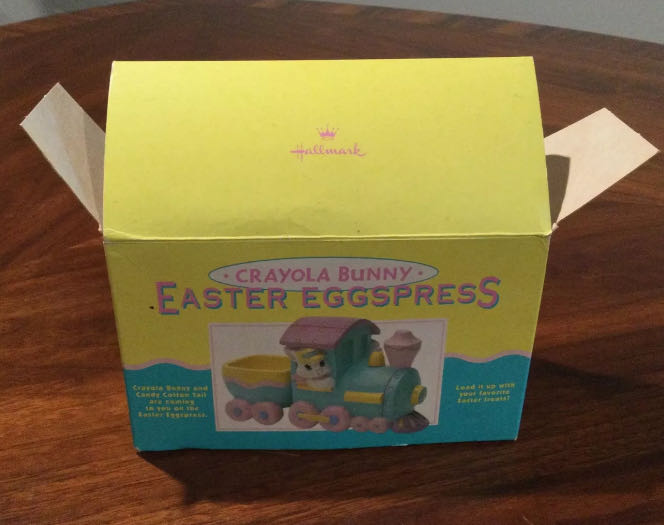 Hallmark
• CRAYOLA BUNNY •
EASTER EGGSPRESS
Crayola Bunny and
Candy Cotton Tail
are coming
to you on the
Easter Eggspress.
Load it up with
your favorite
Easter treats!